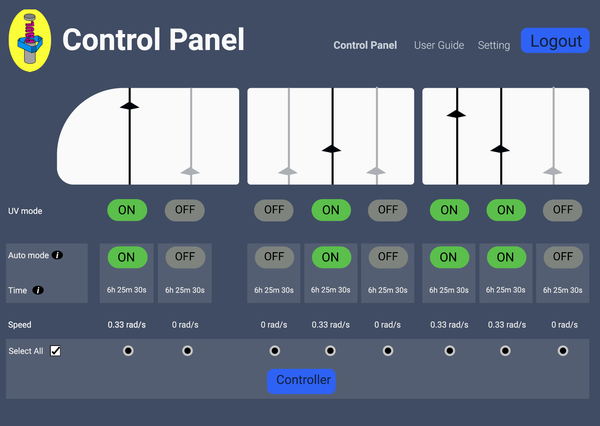 Control Panel
Control Panel User Guide Setting Logout
UV mode ON OFF OFF ON OFF ON ON OFF
Auto mode i ON OFF OFF ON OFF ON ON OFF
Time i 6h 25m 30s 6h 25m 30s 6h 25m 30s 6h 25m 30s 6h 25m 30s 6h 25m 30s 6h 25m 30s 6h 25m 30s
Speed 0.33 rad/s 0 rad/s 0 rad/s 0.33 rad/s 0 rad/s 0.33 rad/s 0.33 rad/s 0 rad/s
Select All
Controller